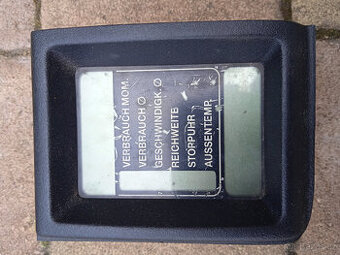 VERBRAUCH MOM.
VERBRAUCH Ø
GESCHWINDIGK. Ø
REICHWEITE
STOPPUHR
AUSSENTEMP.